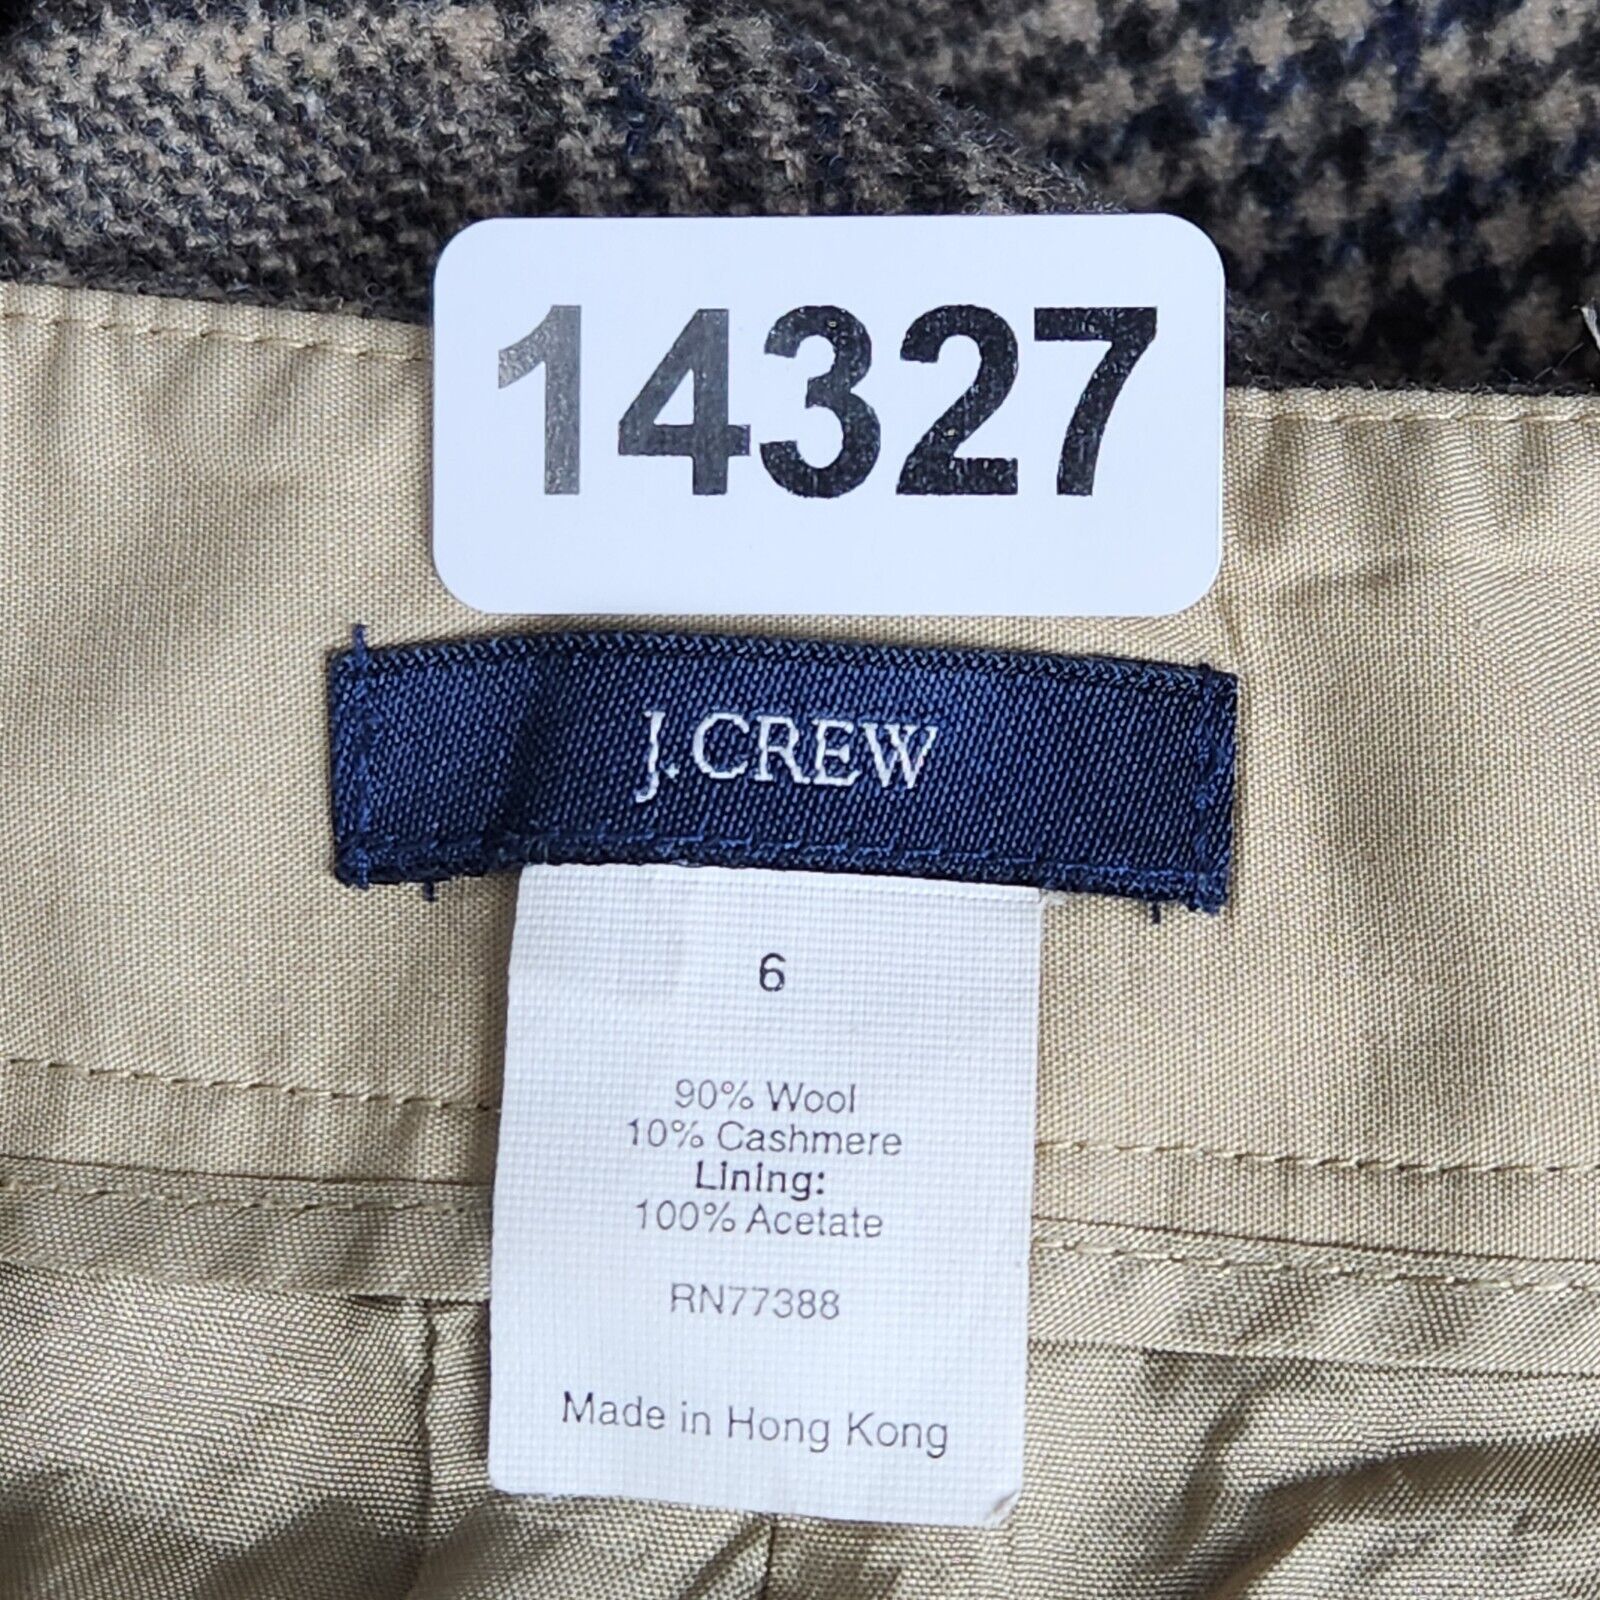 14327
J.CREW
6
90% Wool
10% Cashmere
Lining:
100% Acetate
RN77388
Made in Hong Kong